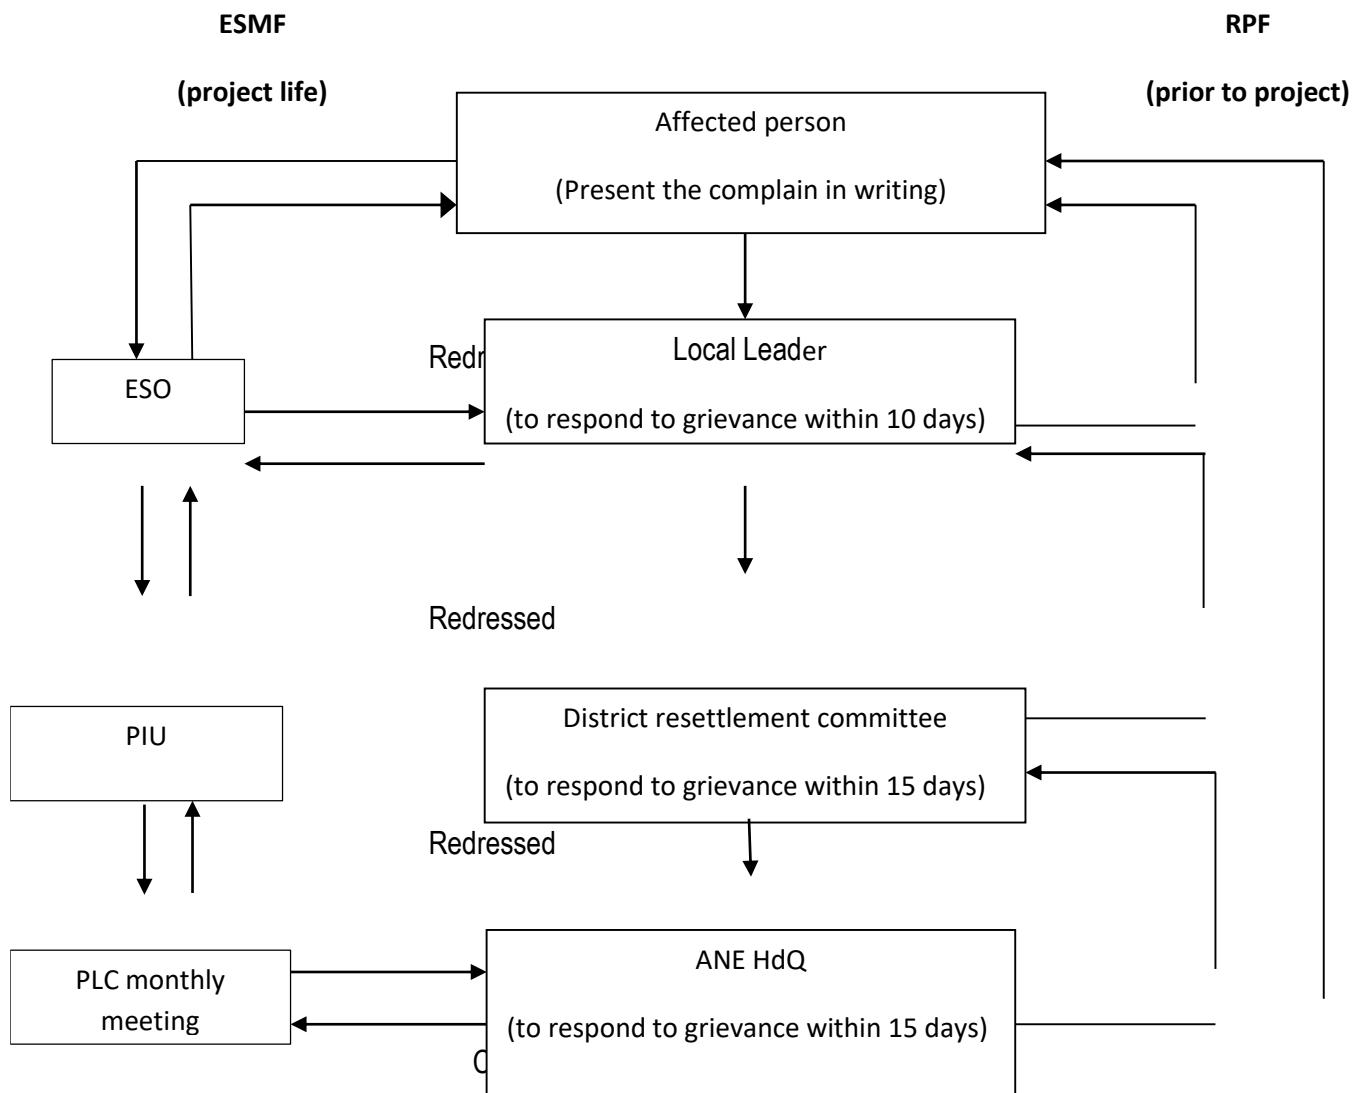 ESMF
RPF
(project life)
(prior to project)
Affected person
(Present the complain in writing)
Local Leader
ESO
(to respond to grievance within 10 days)
Redressed
District resettlement committee
PIU
(to respond to grievance within 15 days)
Redressed
ANE HdQ
PLC monthly
meeting
(to respond to grievance within 15 days)